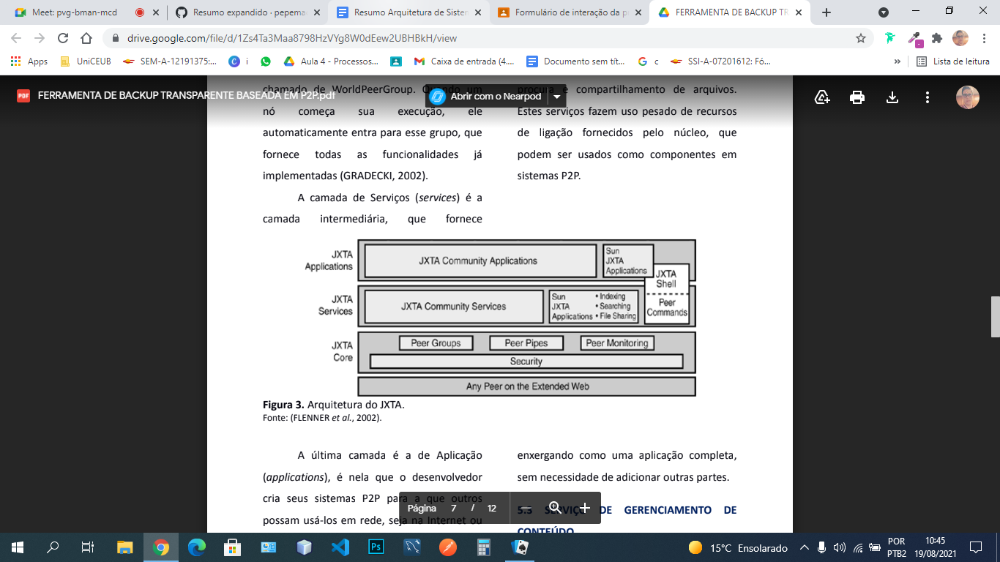 Meet: pvg-bman-mcd
Resumo expandido · pepema
Resumo Arquitetura de Sister
Formulário de interação da p
FERRAMENTA DE BACKUP TR
drive.google.com/file/d/1Zs4Ta3Maa8798HzVYg8W0dEew2UBHBkH/view
Apps
UniCEUB
SEM-A-12191375:...
i
Aula 4 - Processos...
Caixa de entrada (4....
Documento sem tít...
c
SSI-A-07201612: Fó...
»
Lista de leitura
PDF
FERRAMENTA DE BACKUP TRANSPARENTE BASEADA EM P2P.pdf
Abrir com o Nearpod
chamado de WorldPeerGroup. Quando um
nó começa sua execução, ele
automaticamente entra para esse grupo, que
fornece todas as funcionalidades já
implementadas (GRADECKI, 2002).
A camada de Serviços (services) é a
camada intermediária, que fornece
procura e compartilhamento de arquivos.
Estes serviços fazem uso pesado de recursos
de ligação fornecidos pelo núcleo, que
podem ser usados como componentes em
sistemas P2P.
JXTA
Applications
JXTA Community Applications
Sun
JXTA
Applications
JXTA
Shell
Peer
Commands
JXTA
Services
JXTA Community Services
Sun
JXTA
Applications
• Indexing
• Searching
• File Sharing
JXTA
Core
Peer Groups
Peer Pipes
Peer Monitoring
Security
Any Peer on the Extended Web
Figura 3. Arquitetura do JXTA.
Fonte: (FLENNER et al., 2002).
A última camada é a de Aplicação
(applications), é nela que o desenvolvedor
cria seus sistemas P2P para a que outros
possam usá-los em rede, seja na Internet ou
enxergando como uma aplicação completa,
sem necessidade de adicionar outras partes.
5.3 SERVIÇO DE GERENCIAMENTO DE
CONTEÚDO
Página 7 / 12
15°C Ensolarado
POR
PTB2
10:45
19/08/2021